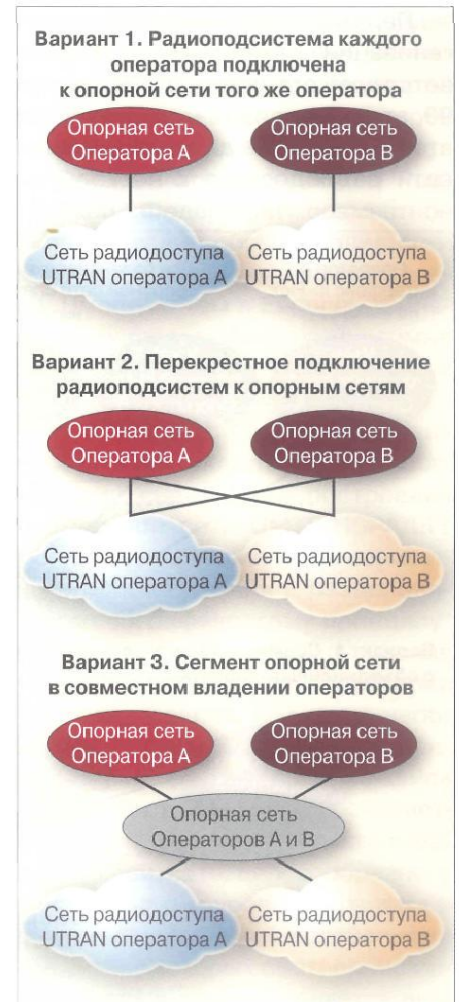 Вариант 1. Радиоподсистема каждого
оператора подключена
к опорной сети того же оператора
Опорная сеть
Оператора А
Опорная сеть
Оператора В
Сеть радиодоступа
UTRAN оператора А
Сеть радиодоступа
UTRAN оператора В
Вариант 2. Перекрестное подключение
радиоподсистем к опорным сетям
Опорная сеть
Оператора А
Опорная сеть
Оператора В
Сеть радиодоступа
UTRAN оператора А
Сеть радиодоступа
UTRAN оператора В
Вариант 3. Сегмент опорной сети
в совместном владении операторов
Опорная сеть
Оператора А
Опорная сеть
Оператора В
Опорная сеть
Операторов А и В
Сеть радиодоступа
UTRAN оператора А
Сеть радиодоступа
UTRAN оператора В